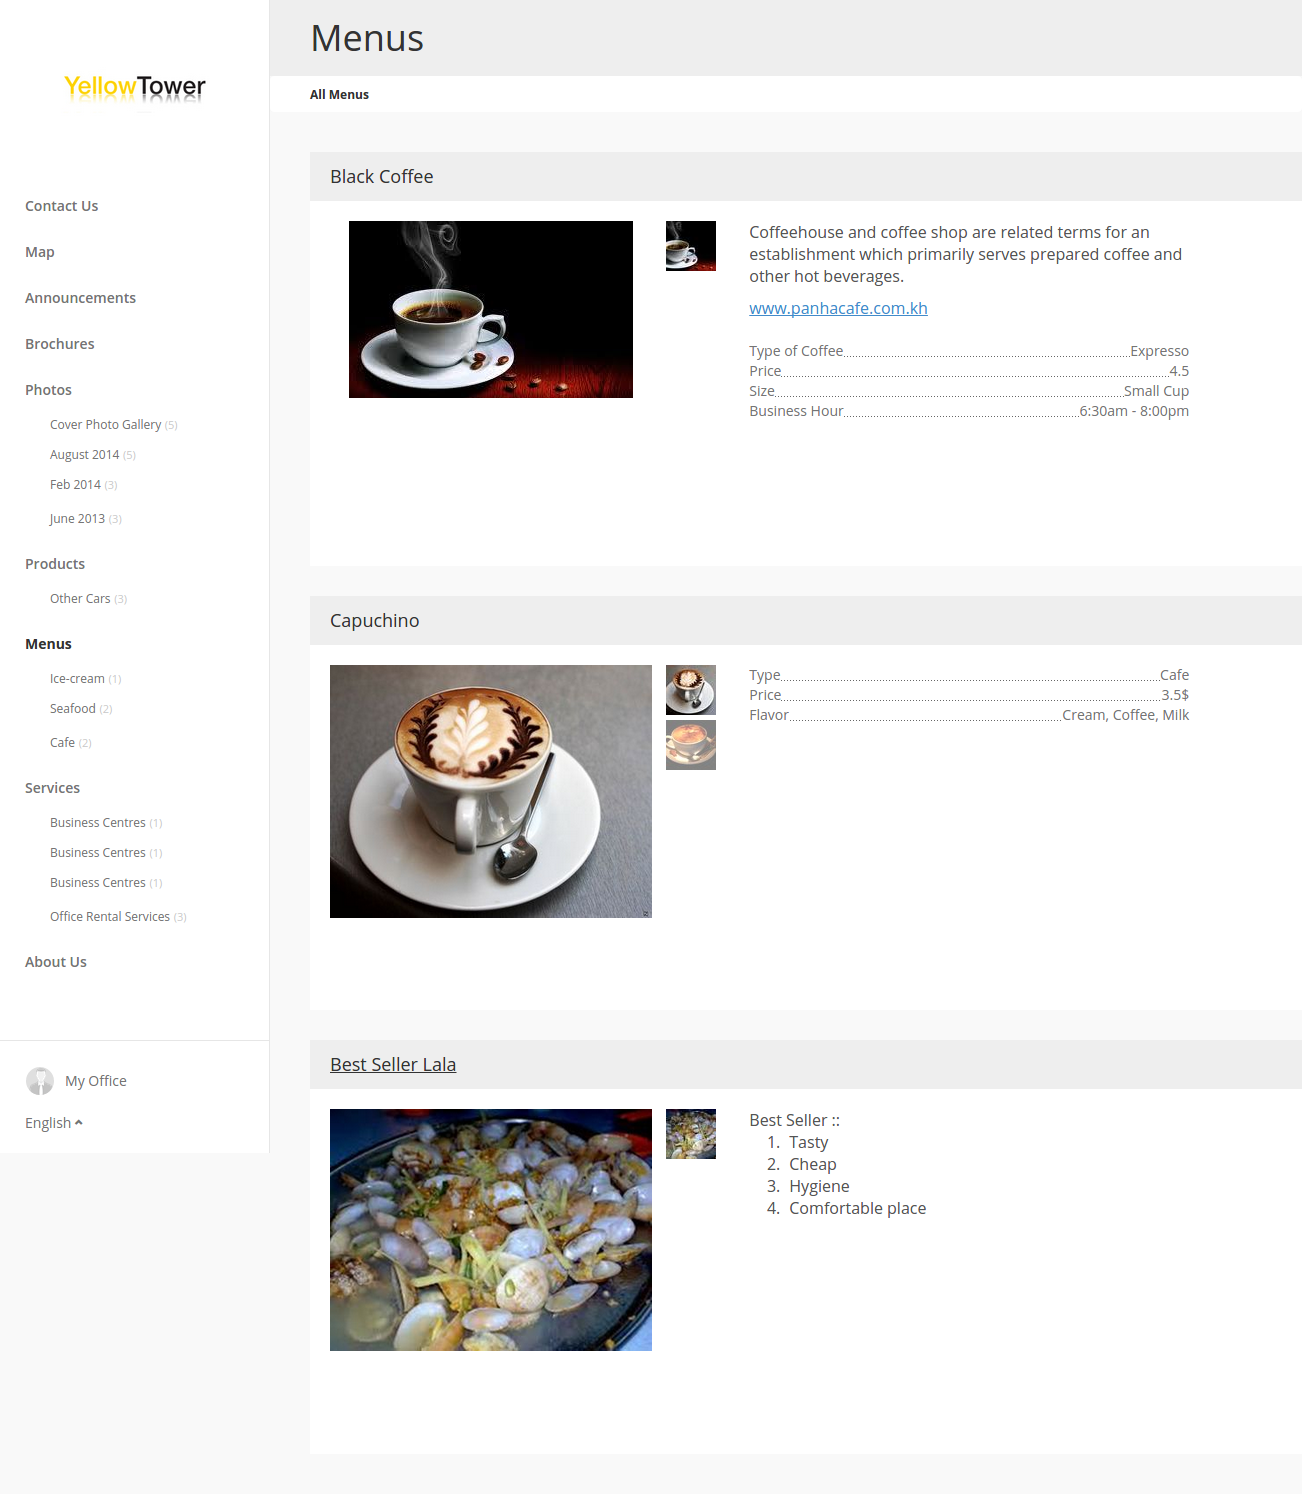 YellowTower
Contact Us
Map
Announcements
Brochures
Photos
Cover Photo Gallery (5)
August 2014 (5)
Feb 2014 (3)
June 2013 (3)
Products
Other Cars (3)
Menus
Ice-cream (1)
Seafood (2)
Cafe (2)
Services
Business Centres (1)
Business Centres (1)
Business Centres (1)
Office Rental Services (3)
About Us
My Office
English
Menus
All Menus
Black Coffee
Coffeehouse and coffee shop are related terms for an
establishment which primarily serves prepared coffee and
other hot beverages.
www.panhacafe.com.kh
Type of Coffee Expresso
Price 4.5
Size Small Cup
Business Hour 6:30am - 8:00pm
Capuchino
Type Cafe
Price 3.5$
Flavor Cream, Coffee, Milk
Best Seller Lala
Best Seller ::
1. Tasty
2. Cheap
3. Hygiene
4. Comfortable place